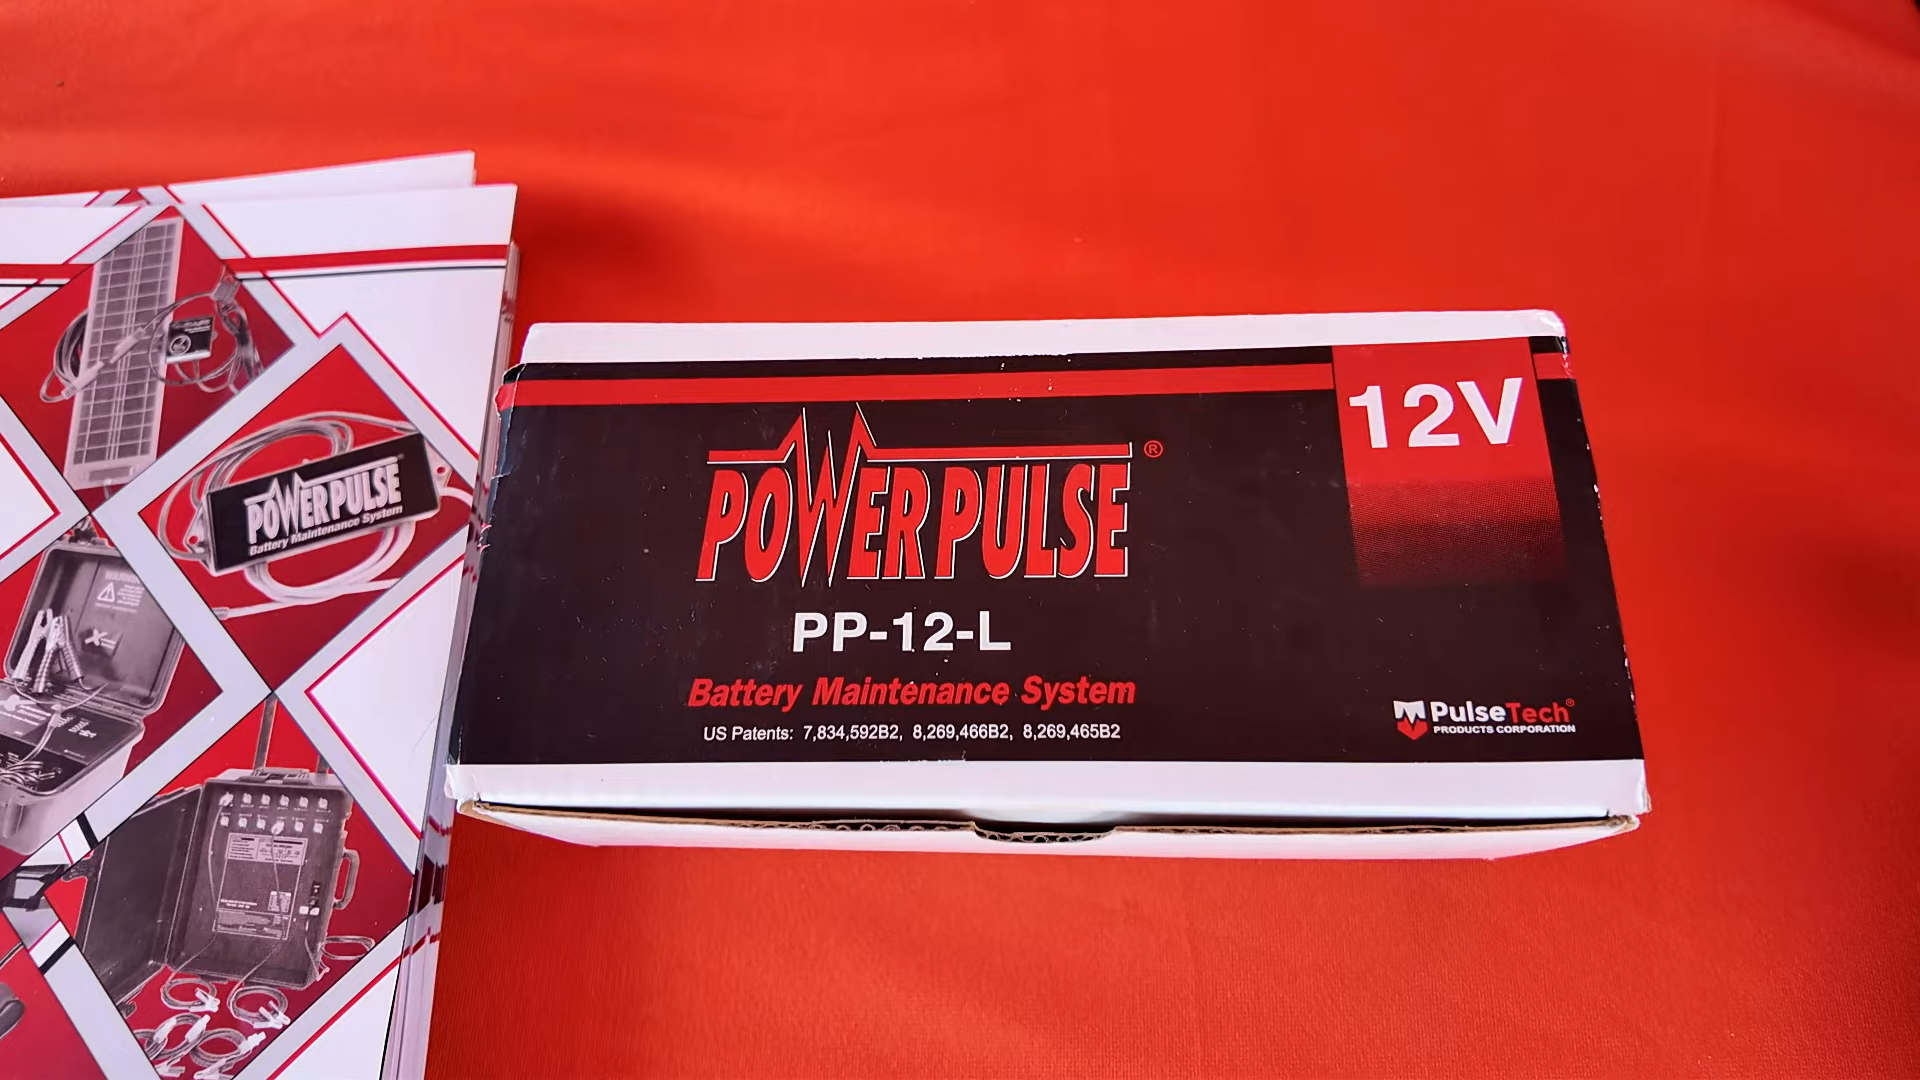 POWERPULSE
Battery Maintenance System
WARNING
12V
POWERPULSE®
PP-12-L
Battery Maintenance System
US Patents: 7,834,592B2, 8,269,466B2, 8,269,465B2
PulseTech®
PRODUCTS CORPORATION